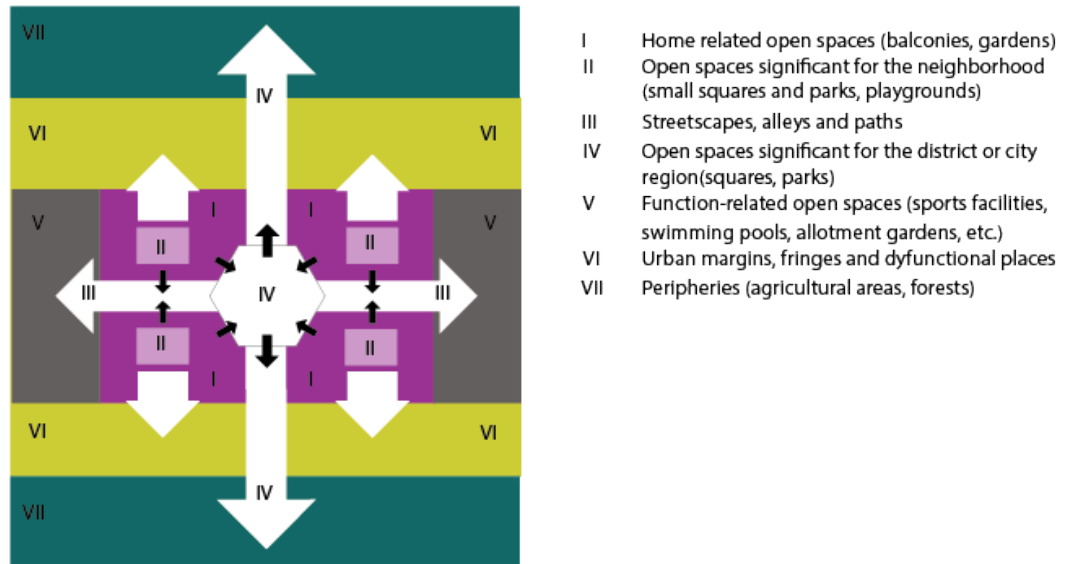 VII
IV
VI VI
V I I V
II II
III IV III
II II
I I
VI VI
IV
VII
I Home related open spaces (balconies, gardens)
II Open spaces significant for the neighborhood
(small squares and parks, playgrounds)
III Streetscapes, alleys and paths
IV Open spaces significant for the district or city
region(squares, parks)
V Function-related open spaces (sports facilities,
swimming pools, allotment gardens, etc.)
VI Urban margins, fringes and dyfunctional places
VII Peripheries (agricultural areas, forests)